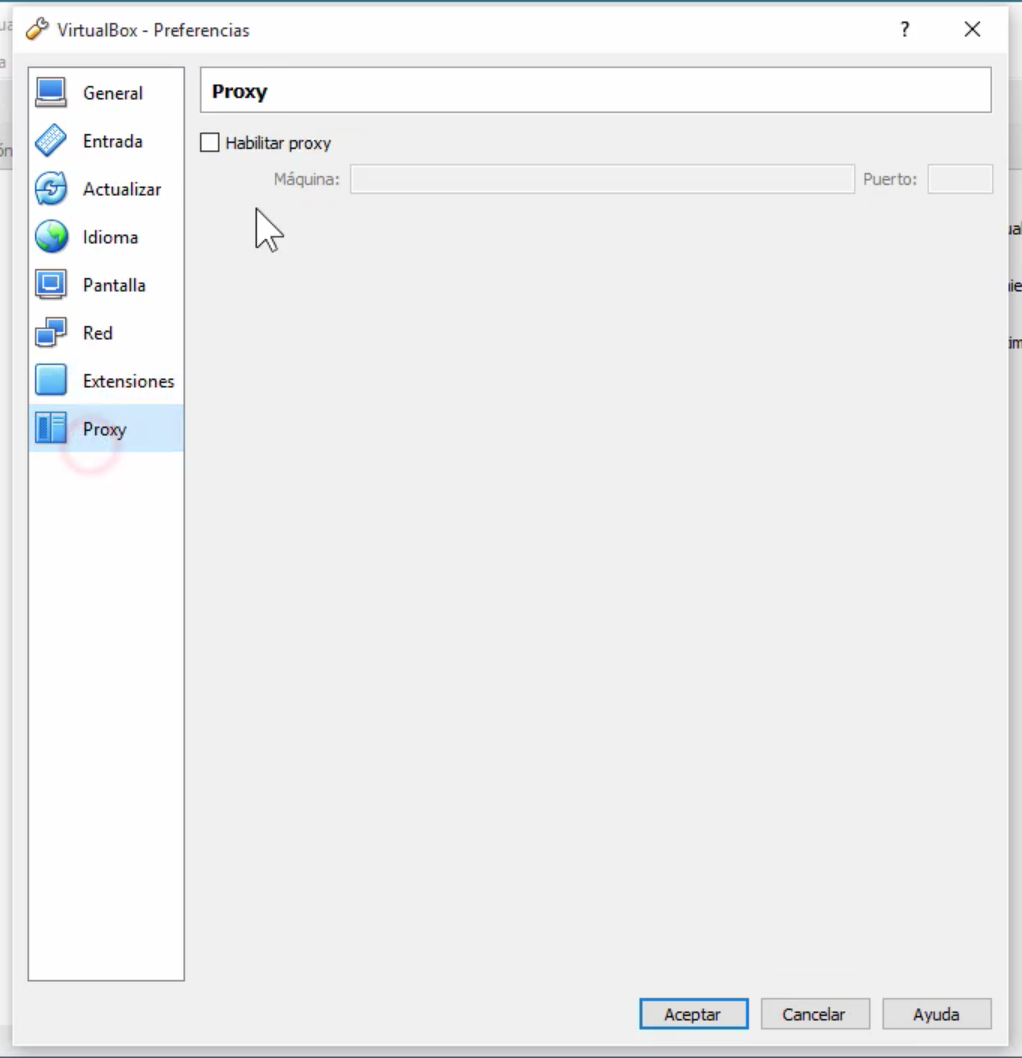 VirtualBox - Preferencias
?
General
Entrada
Actualizar
Idioma
Pantalla
Red
Extensiones
Proxy
Proxy
Habilitar proxy
Máquina: Puerto:
Aceptar Cancelar Ayuda